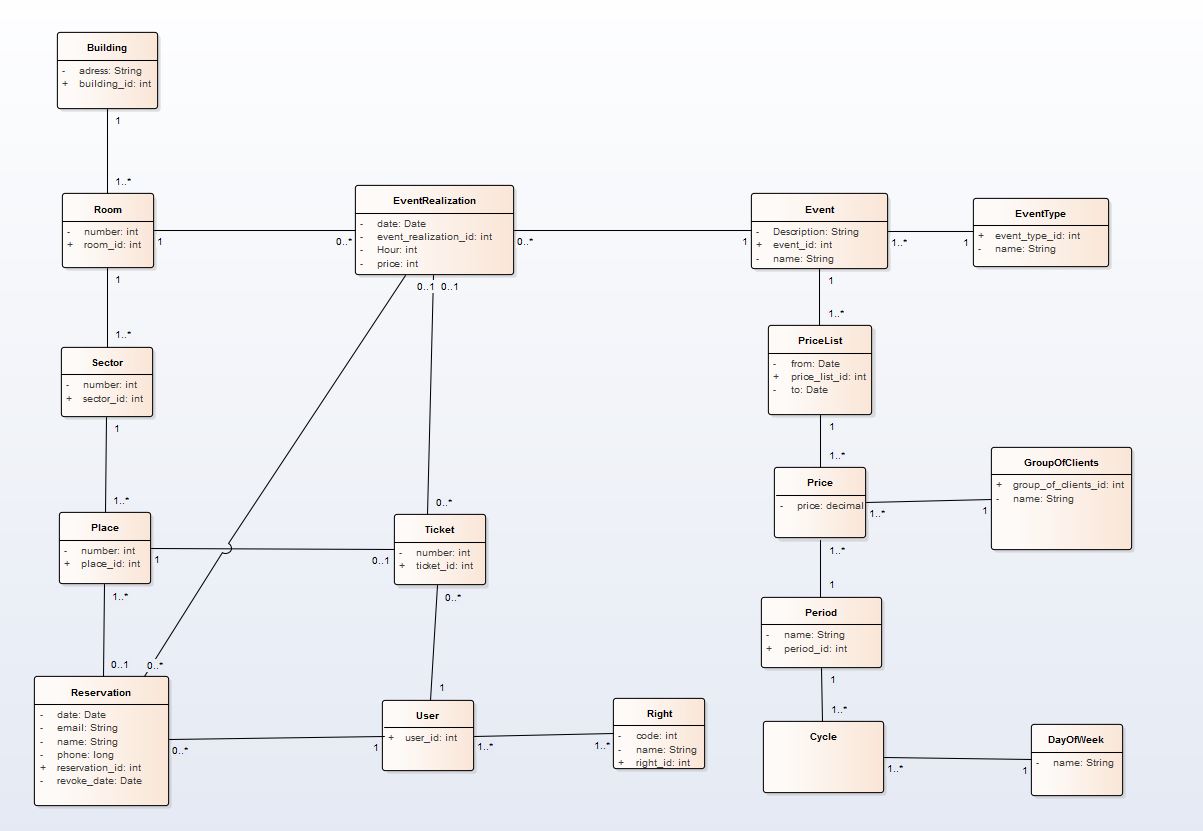 Building
- adress: String
+ building_id: int
1
1..*
Room
- number: int
+ room_id: int
1
0..*
1
1..*
Sector
- number: int
+ sector_id: int
1
1..*
Place
- number: int
+ place_id: int
1
0..1
1..*
0..1
0..*
Reservation
- date: Date
- email: String
- name: String
- phone: long
+ reservation_id: int
- revoke_date: Date
0..*
1
EventRealization
- date: Date
- event_realization_id: int
- Hour: int
- price: int
0..*
1
0..1 0..1
0..*
Ticket
- number: int
+ ticket_id: int
0..*
1
User
+ user_id: int
1..*
1..*
Right
- code: int
- name: String
+ right_id: int
Event
- Description: String
+ event_id: int
- name: String
1..*
1
EventType
+ event_type_id: int
- name: String
1
1..*
PriceList
- from: Date
+ price_list_id: int
- to: Date
1
1..*
Price
- price: decimal
1..*
1
GroupOfClients
+ group_of_clients_id: int
- name: String
1..*
1
Period
- name: String
+ period_id: int
1
1..*
Cycle
1..*
1
DayOfWeek
- name: String